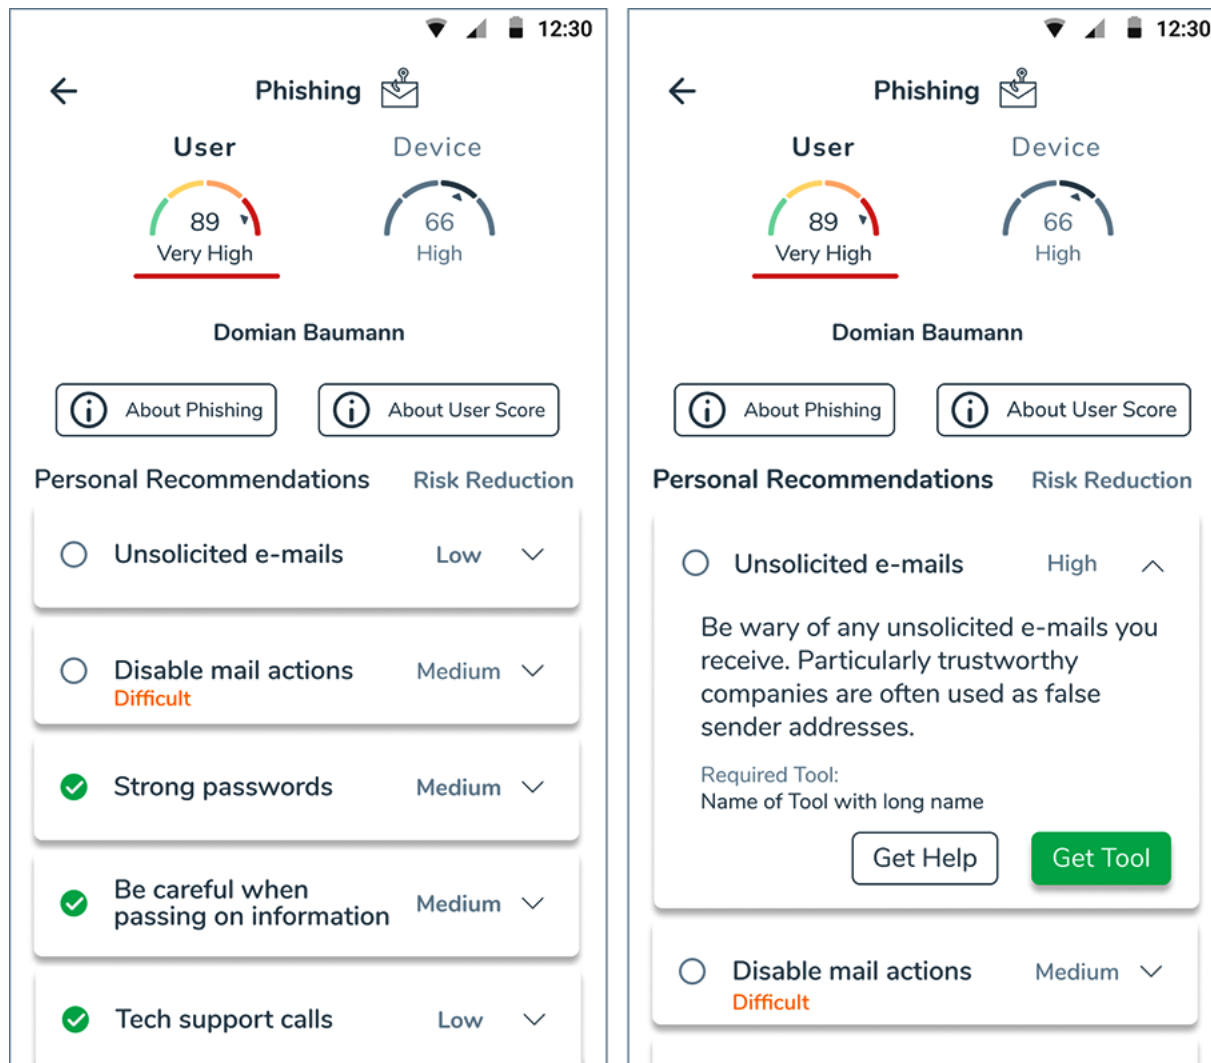 12:30
Phishing
User Device
89 66
Very High High
Domian Baumann
About Phishing About User Score
Personal Recommendations Risk Reduction
Unsolicited e-mails Low
Disable mail actions Medium
Difficult
Strong passwords Medium
Be careful when
passing on information Medium
Tech support calls Low
12:30
Phishing
User Device
89 66
Very High High
Domian Baumann
About Phishing About User Score
Personal Recommendations Risk Reduction
Unsolicited e-mails High
Be wary of any unsolicited e-mails you
receive. Particularly trustworthy
companies are often used as false
sender addresses.
Required Tool:
Name of Tool with long name
Get Help Get Tool
Disable mail actions Medium
Difficult